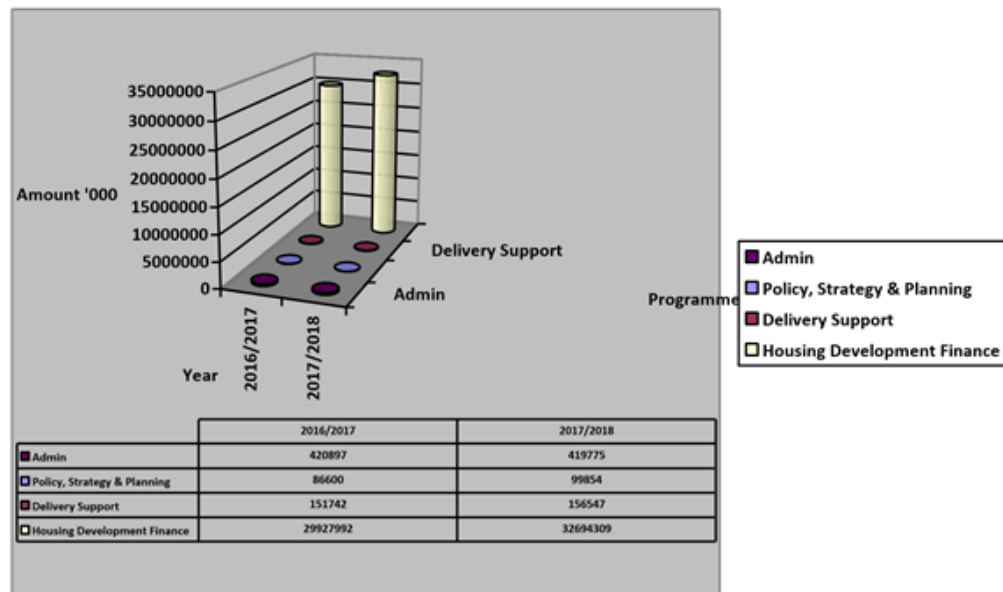 35000000
30000000
25000000
20000000
15000000
10000000
5000000
0
Amount '000
Delivery Support
Admin
Programme
2016/2017
2017/2018
Year
Admin
Policy, Strategy & Planning
Delivery Support
Housing Development Finance
2016/2017 2017/2018
Admin 420897 419775
Policy, Strategy & Planning 86600 99854
Delivery Support 151742 156547
Housing Development Finance 29927992 32694309